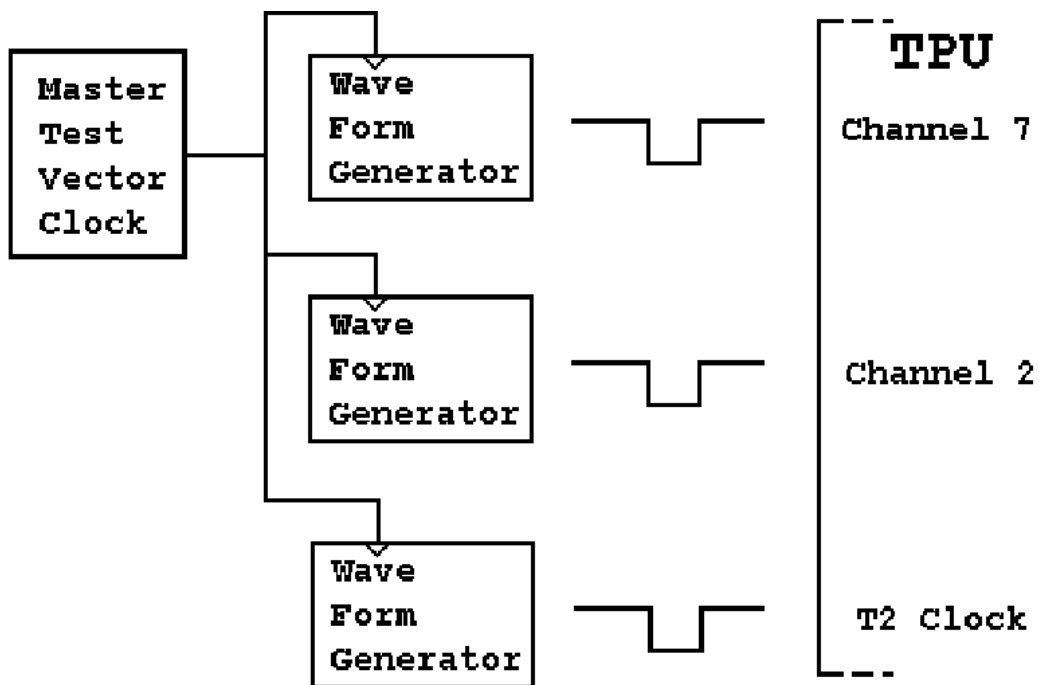 Master
Test
Vector
Clock
Wave
Form
Generator
TPU
Channel 7
Wave
Form
Generator
Channel 2
Wave
Form
Generator
T2 Clock